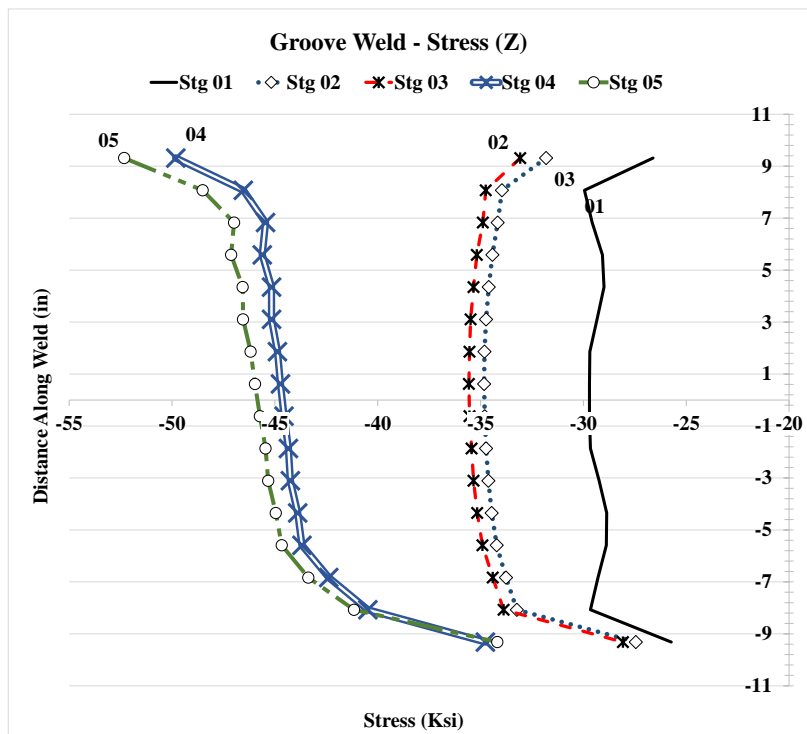 Groove Weld - Stress (Z)
Stg 01 Stg 02 Stg 03 Stg 04 Stg 05
11
05 04 02
9
03
01
7
5
3
1
-55 -50 -45 -40 -35 -30 -25 -20
-1
-3
-5
-7
-9
-11
Distance Along Weld (in)
Stress (Ksi)